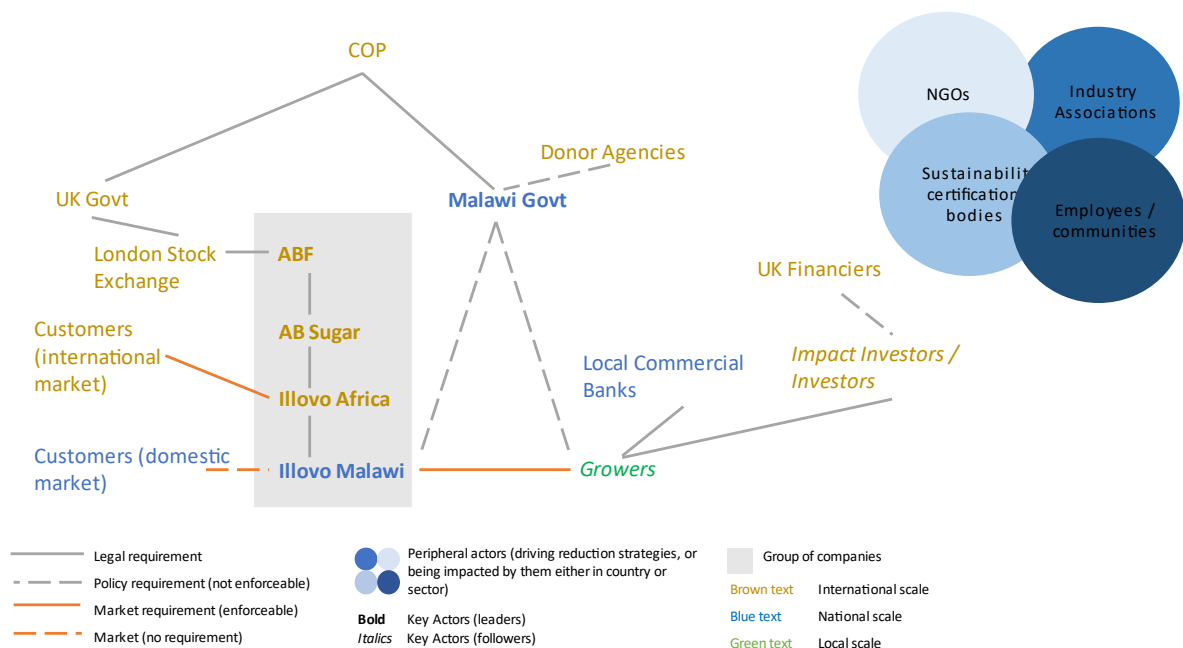 COP
NGOs
Industry
Associations
Donor Agencies
Sustainabilit
certification
bodies
UK Govt
Malawi Govt
Employees /
communities
London Stock
Exchange
ABF
UK Financiers
Customers
(international
market)
AB Sugar
Local Commercial
Banks
Impact Investors /
Investors
Illovo Africa
Customers (domestic
market)
Illovo Malawi
Growers
Legal requirement
Policy requirement (not enforceable)
Market requirement (enforceable)
Market (no requirement)
Peripheral actors (driving reduction strategies, or
being impacted by them either in country or
sector)
Bold Key Actors (leaders)
Italics Key Actors (followers)
Group of companies
Brown text International scale
Blue text National scale
Green text Local scale